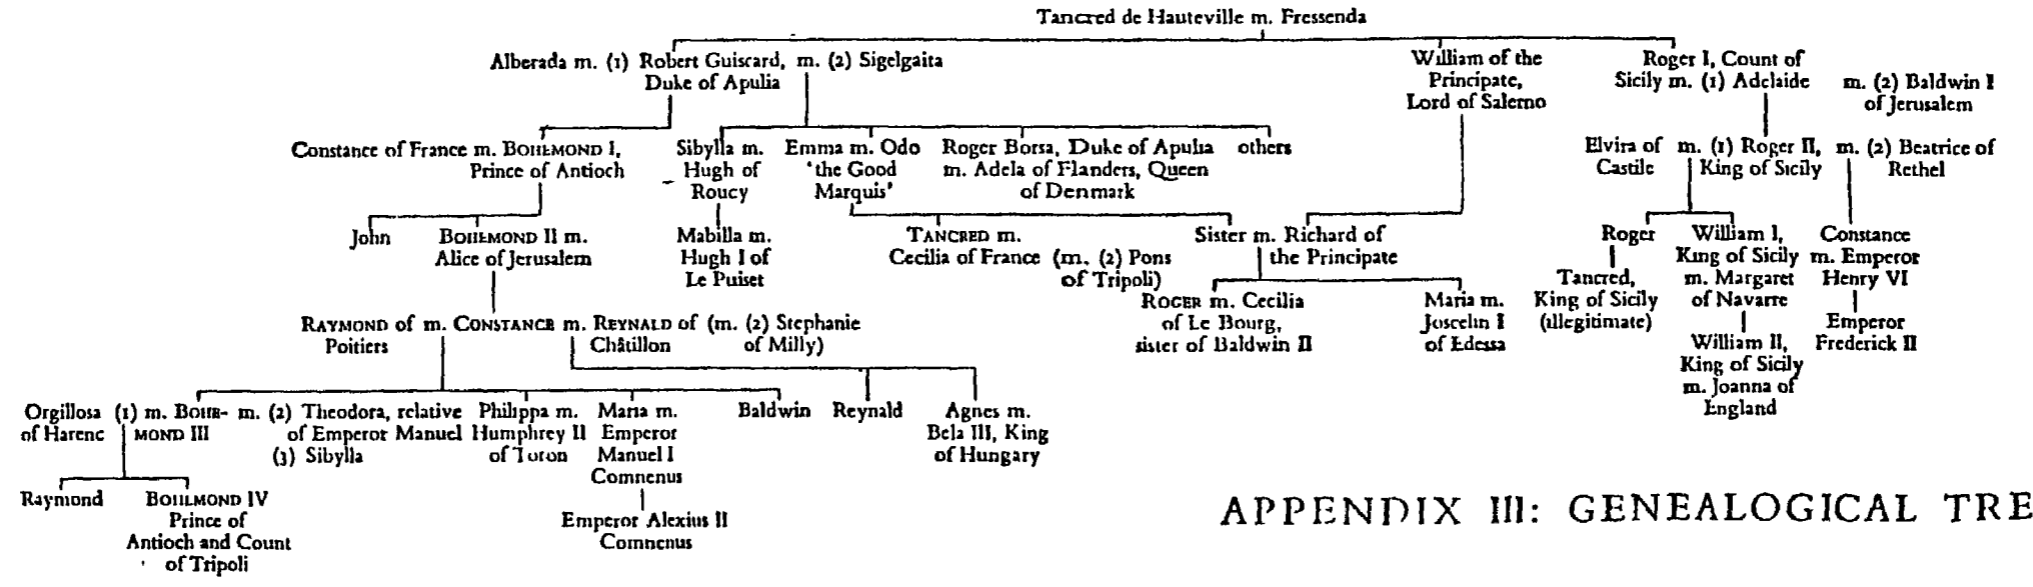 Tancred de Hauteville m. Fressenda
Alberada m. (1) Robert Guiscard, m. (2) Sigelgaita
Duke of Apulia
William of the
Principate,
Lord of Salerno
Roger I, Count of
Sicily m. (1) Adelaide
m. (2) Baldwin I
of Jerusalem
Constance of France m. BOHEMOND I,
Prince of Antioch
Sibylla m.
Hugh of
Roucy
Emma m. Odo
'the Good
Marquis'
Roger Borsa, Duke of Apulia
m. Adela of Flanders, Queen
of Denmark
others
Elvira of
Castile
m. (1) Roger II,
King of Sicily
m. (2) Beatrice of
Rethel
John
BOHEMOND II m.
Alice of Jerusalem
Mabilla m.
Hugh I of
Le Puiset
TANCRED m.
Cecilia of France
(m. (2) Pons
of Tripoli)
Sister m. Richard of
the Principate
Roger
William I,
King of Sicily
m. Margaret
of Navarre
Constance
m. Emperor
Henry VI
Tancred,
King of Sicily
(illegitimate)
ROGER m. Cecilia
of Le Bourg,
sister of Baldwin II
Maria m.
Joscelin I
of Edessa
William II,
King of Sicily
m. Joanna of
England
Emperor
Frederick II
RAYMOND of m. CONSTANCE m. REYNALD of (m. (2) Stephanie
Poitiers
Châtillon
of Milly)
Orgillosa
of Harenc
(1) m. BOHE- m. (2)
MOND III
Theodora, relative
of Emperor Manuel
(3) Sibylla
Philippa m.
Humphrey II
of Toron
Maria m.
Emperor
Manuel I
Comnenus
Baldwin
Reynald
Agnes m.
Bela III, King
of Hungary
Raymond
BOHEMOND IV
Prince of
Antioch and Count
of Tripoli
Emperor Alexius II
Comnenus
APPENDIX III: GENEALOGICAL TRE